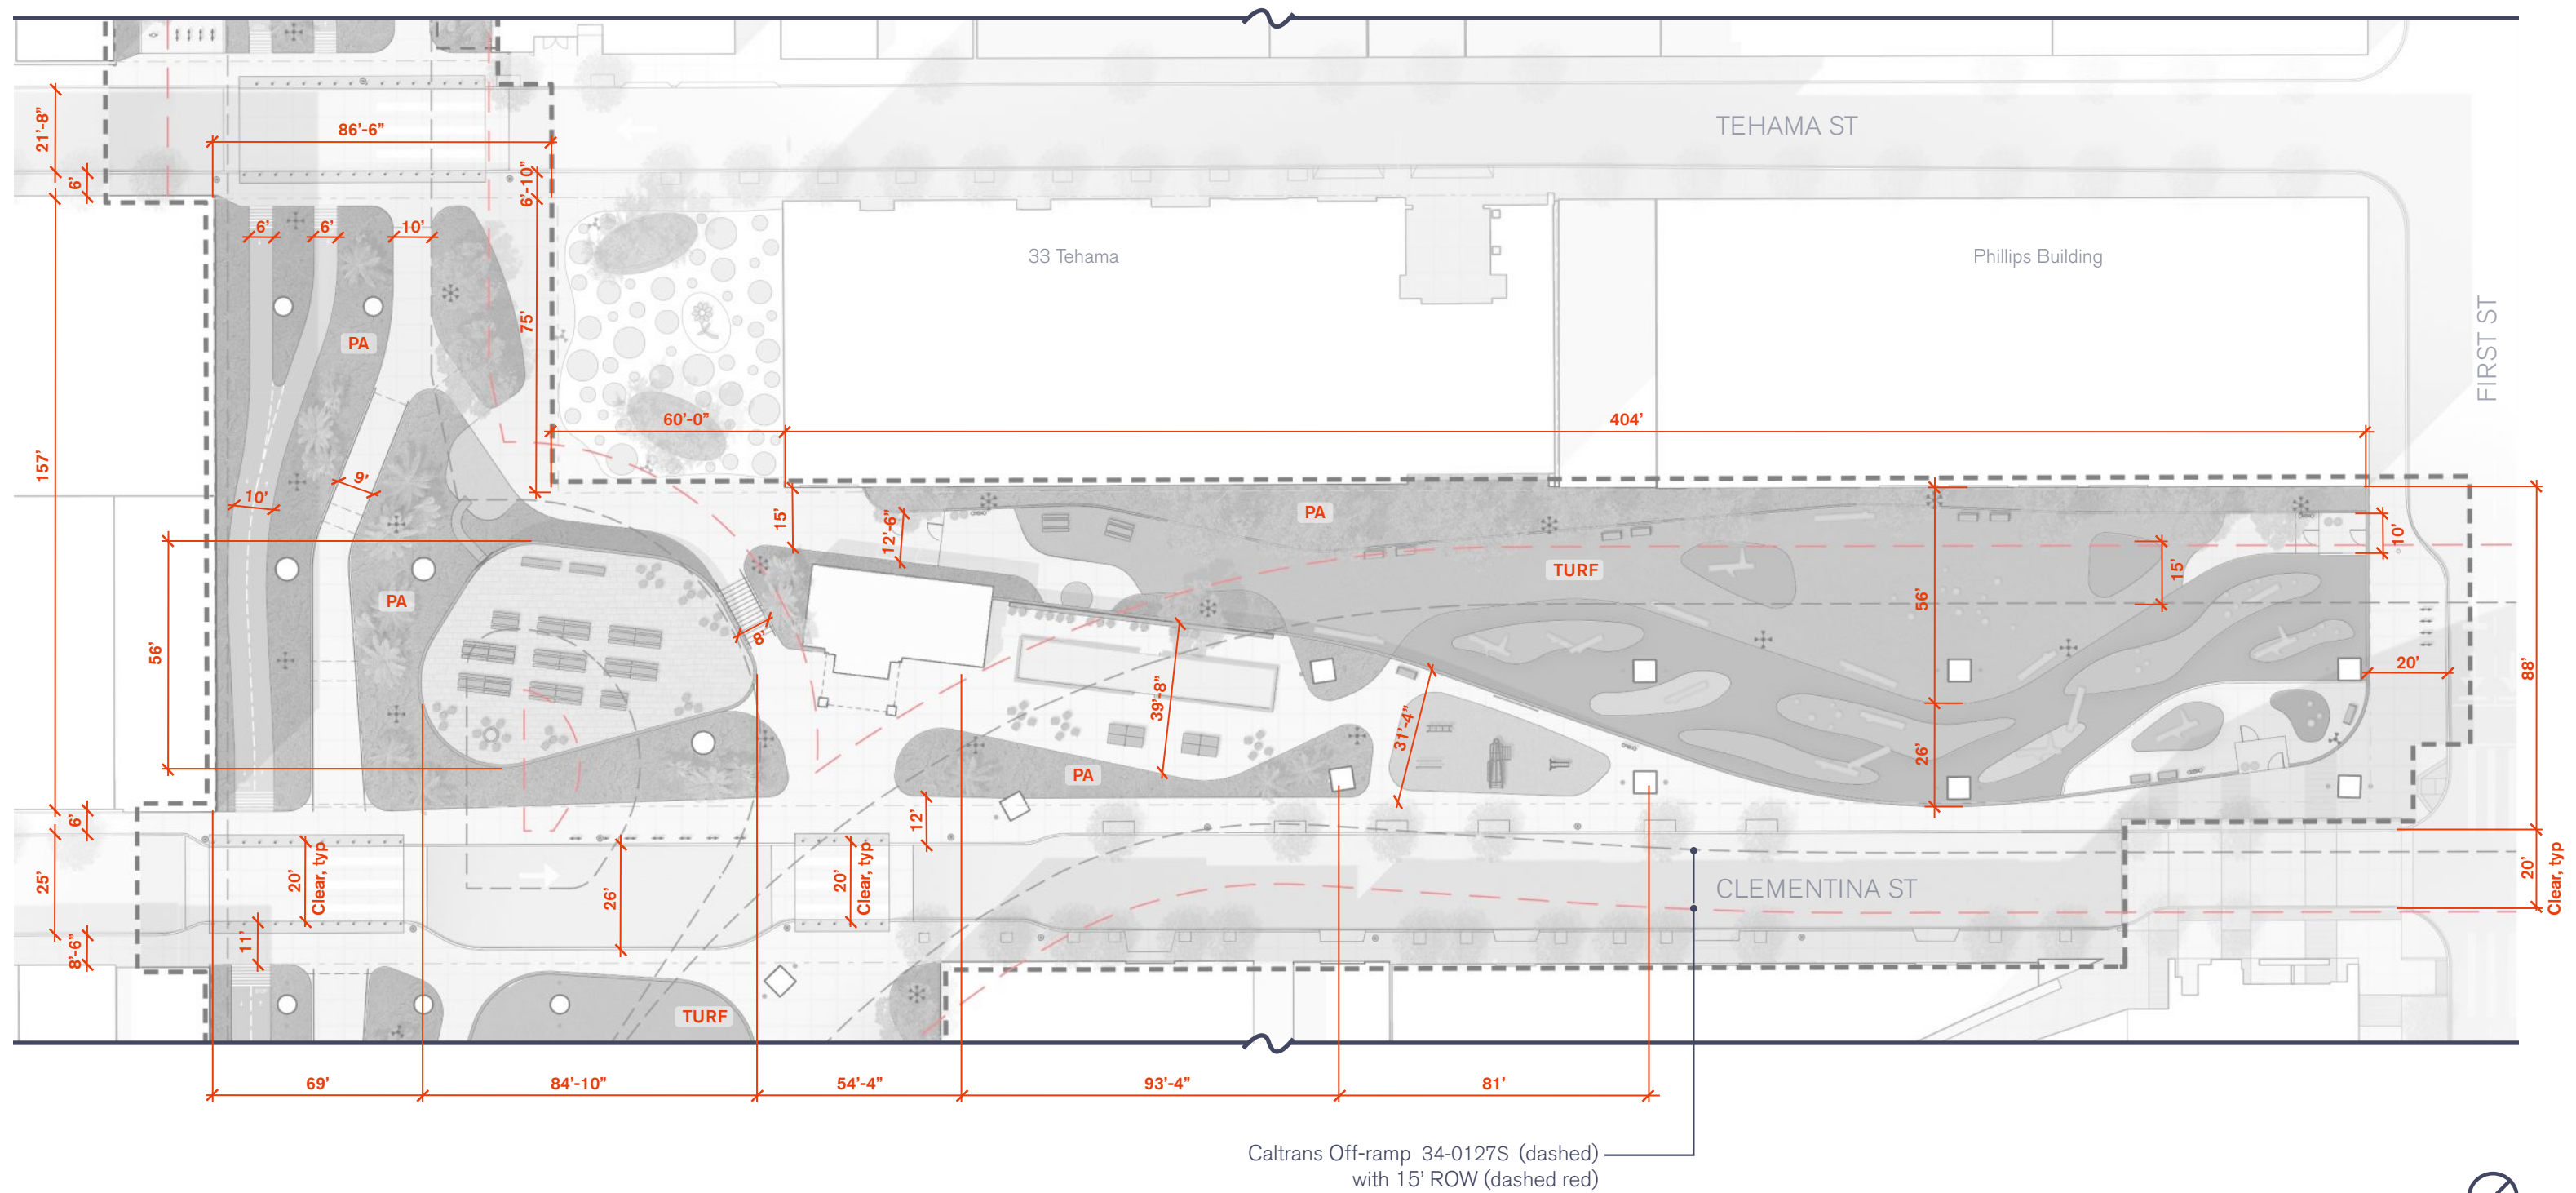 21'-8"
86'-6"
TEHAMA ST
6'
6'-10"
6'
6'
10'
33 Tehama
Phillips Building
FIRST ST
75'
PA
60'-0"
404'
157'
10'
9'
15'
12'-6"
PA
10'
TURF
15'
56'
56'
PA
8'
39'-8"
31'-4"
20'
88'
26'
PA
6'
12'
25'
20'
Clear, typ
26'
20'
Clear, typ
CLEMENTINA ST
20'
Clear, typ
11'
8'-6"
TURF
69'
84'-10"
54'-4"
93'-4"
81'
Caltrans Off-ramp 34-0127S (dashed)
with 15' ROW (dashed red)